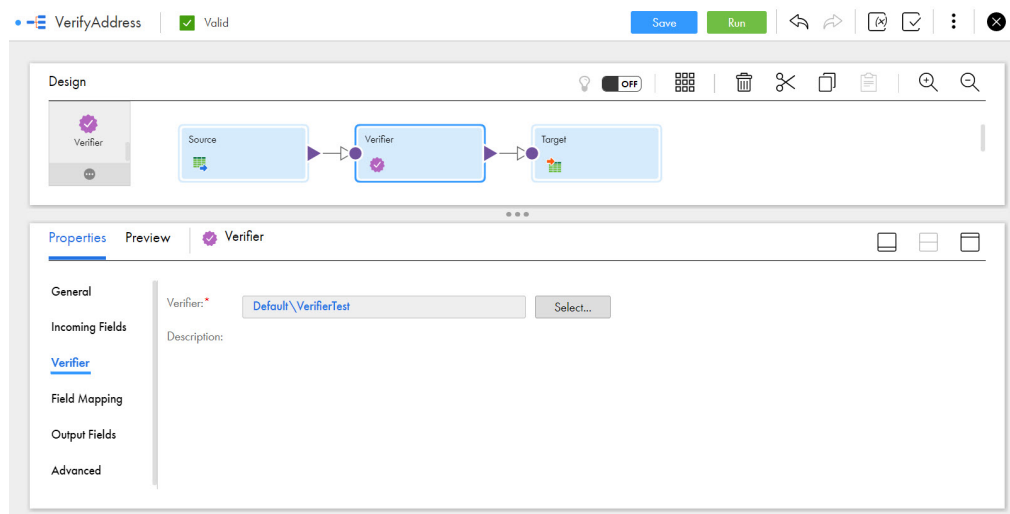 VerifyAddress
Valid
Save
Run
Design
OFF
Verifier
Source
Verifier
Target
Properties
Preview
Verifier
General
Incoming Fields
Verifier
Field Mapping
Output Fields
Advanced
Verifier:*
Default\VerifierTest
Select...
Description: